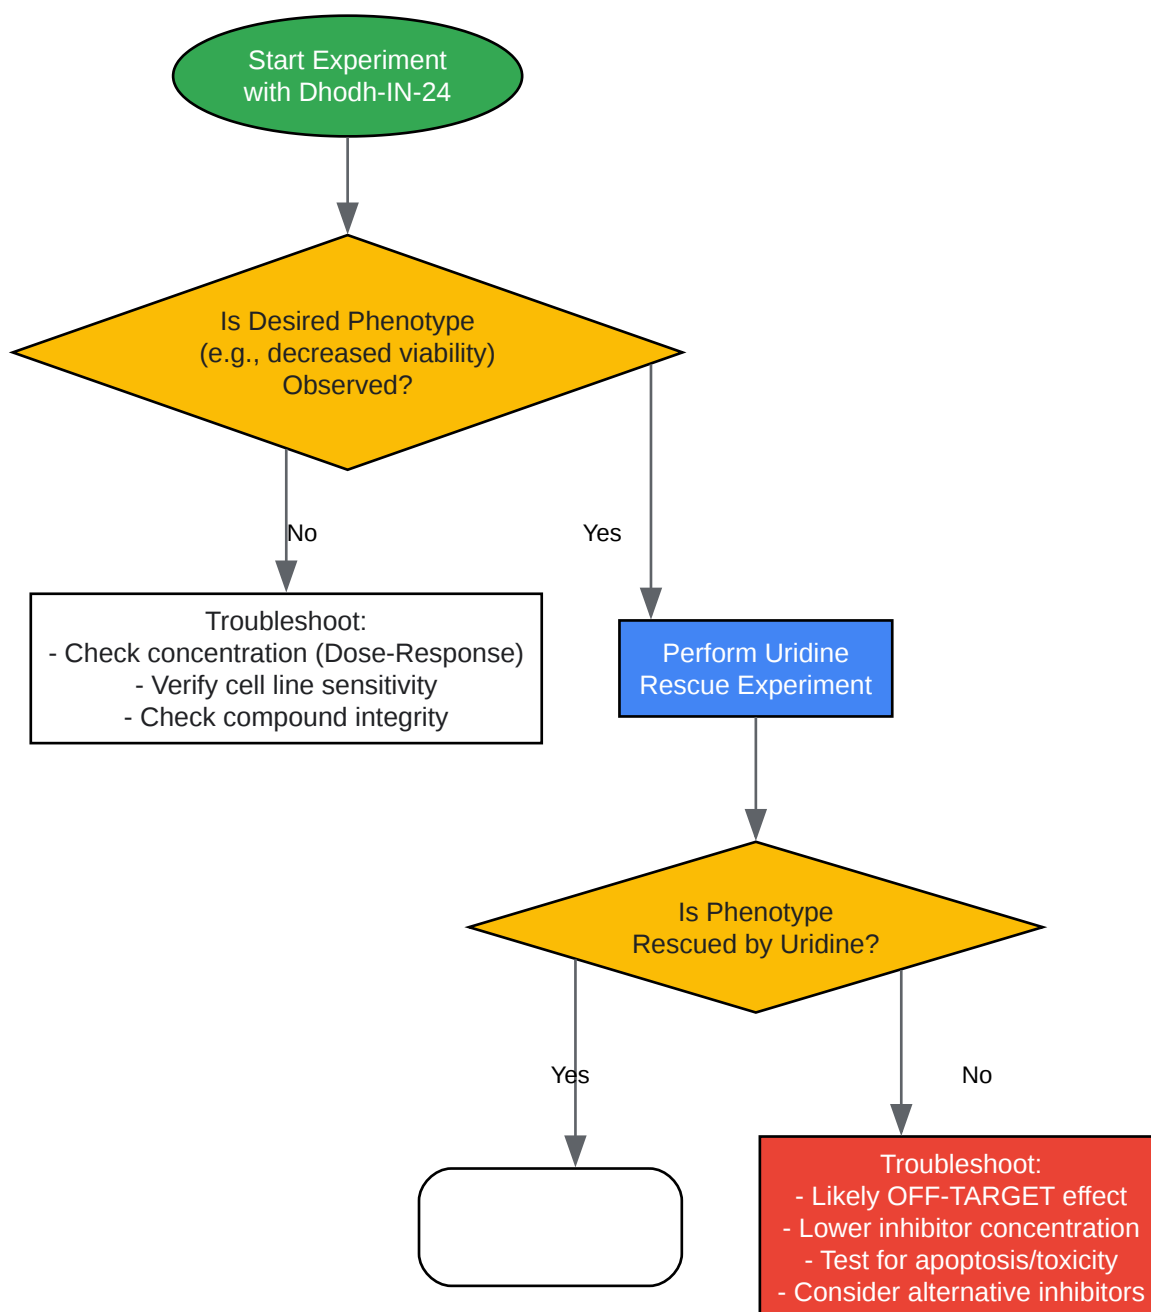 Start Experiment
with Dhodh-IN-24
Is Desired Phenotype
(e.g., decreased viability)
Observed?
No
Yes
Troubleshoot:
- Check concentration (Dose-Response)
- Verify cell line sensitivity
- Check compound integrity
Perform Uridine
Rescue Experiment
Is Phenotype
Rescued by Uridine?
Yes
No
Troubleshoot:
- Likely OFF-TARGET effect
- Lower inhibitor concentration
- Test for apoptosis/toxicity
- Consider alternative inhibitors